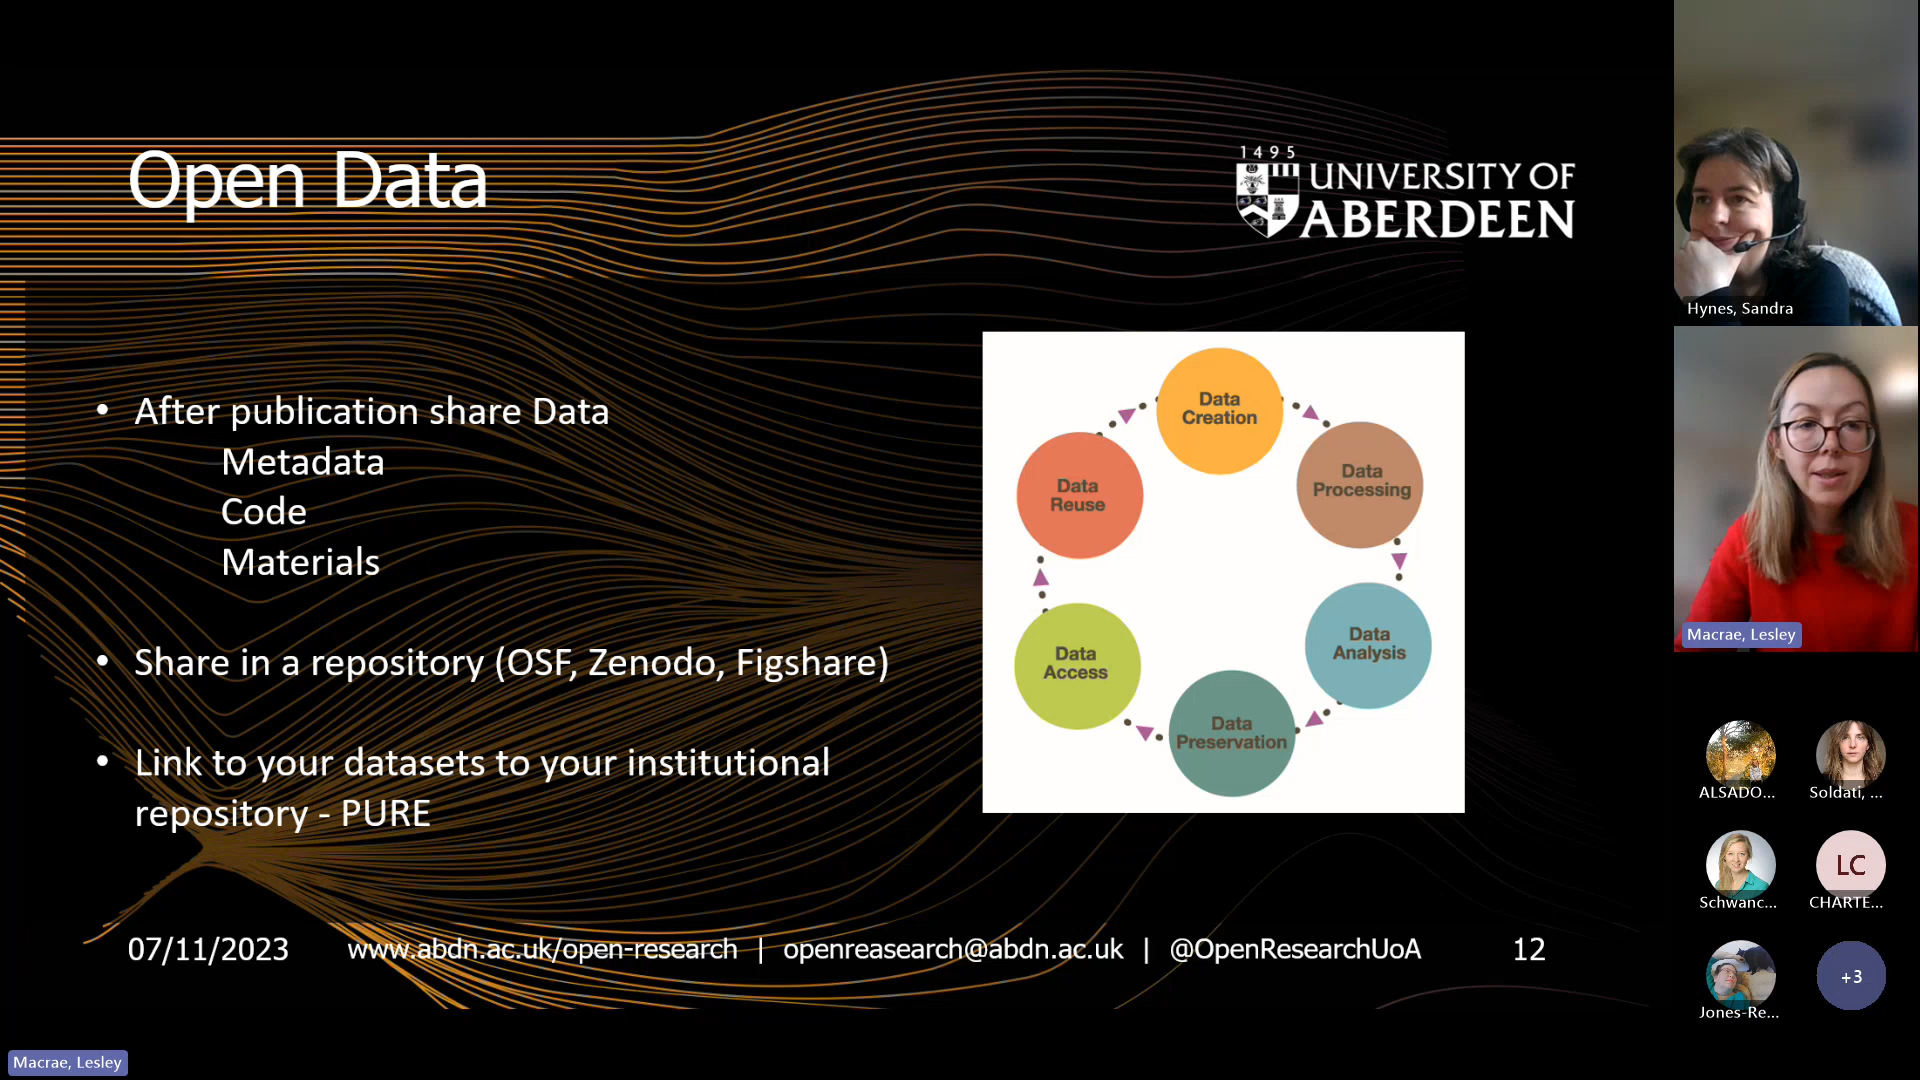 Open Data
1495
UNIVERSITY OF
ABERDEEN
• After publication share Data
Metadata
Code
Materials
• Share in a repository (OSF, Zenodo, Figshare)
• Link to your datasets to your institutional
repository - PURE
Data
Creation
Data
Processing
Data
Analysis
Data
Preservation
Data
Access
Data
Reuse
07/11/2023
www.abdn.ac.uk/open-research | openreasearch@abdn.ac.uk | @OpenResearchUoA
12
Hynes, Sandra
Macrae, Lesley
ALSADO...
Soldati, ...
Schwanc...
LC
CHARTE...
Jones-Re...
+3
Macrae, Lesley